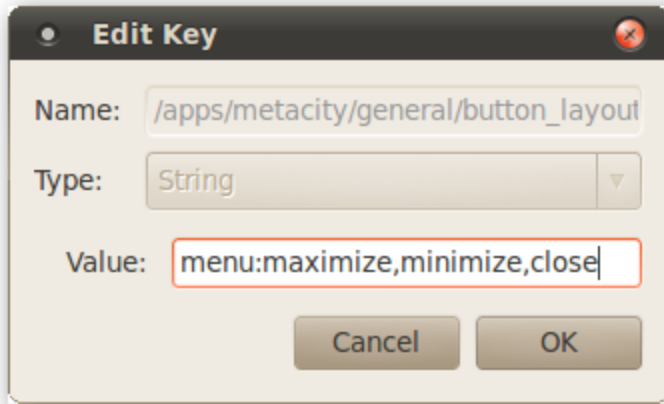 Edit Key
Name: /apps/metacity/general/button_layout
Type: String
Value: menu:maximize,minimize,close
Cancel OK